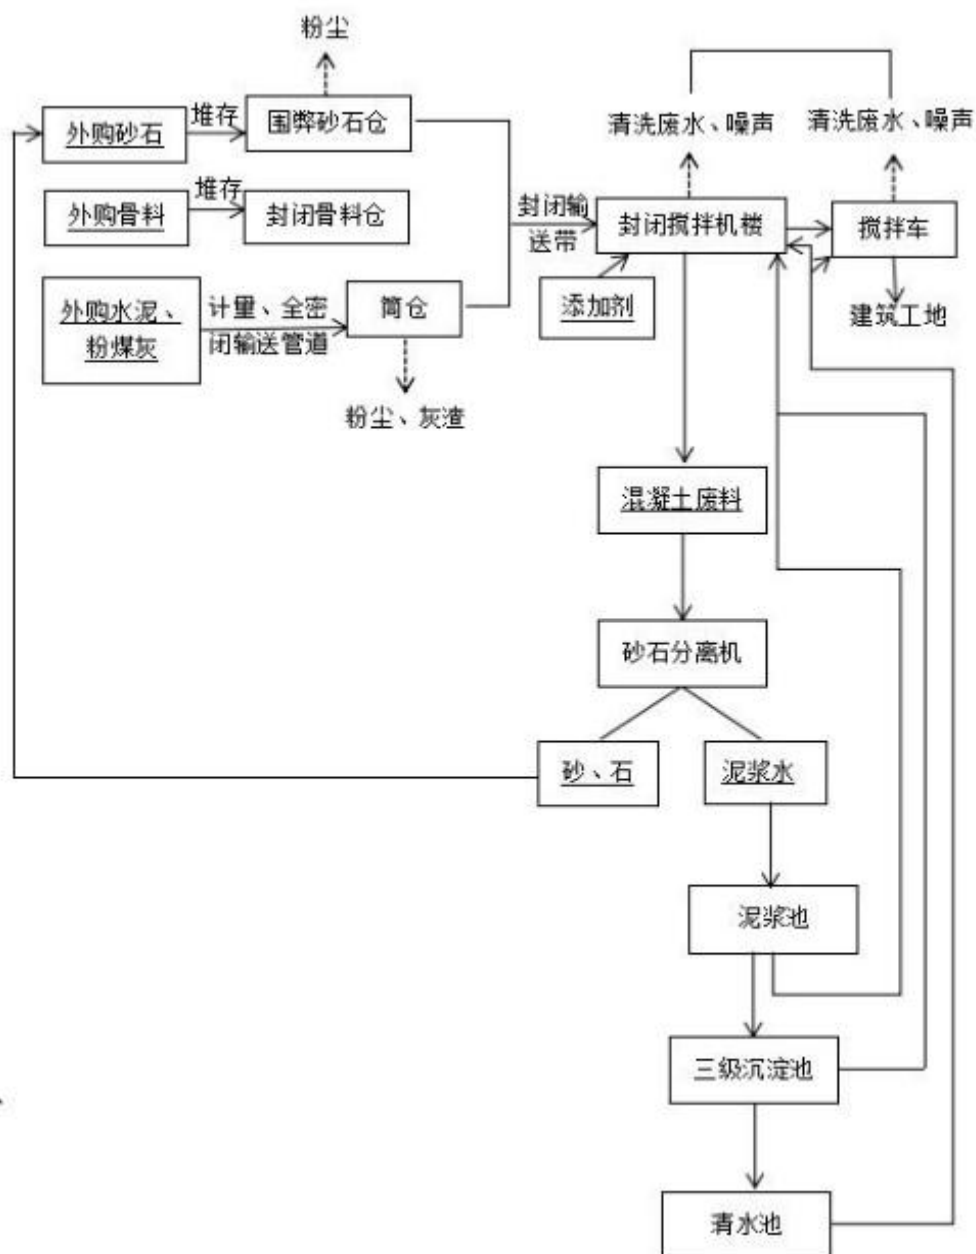 粉尘
外购砂石
堆存
围弊砂石仓
清洗废水、噪声
清洗废水、噪声
外购骨料
堆存
封闭骨料仓
封闭输
送带
封闭搅拌机楼
搅拌车
外购水泥、
粉煤灰
计量、全密
闭输送管道
筒仓
添加剂
建筑工地
粉尘、灰渣
混凝土废料
砂石分离机
砂、石
泥浆水
泥浆池
三级沉淀池
清水池